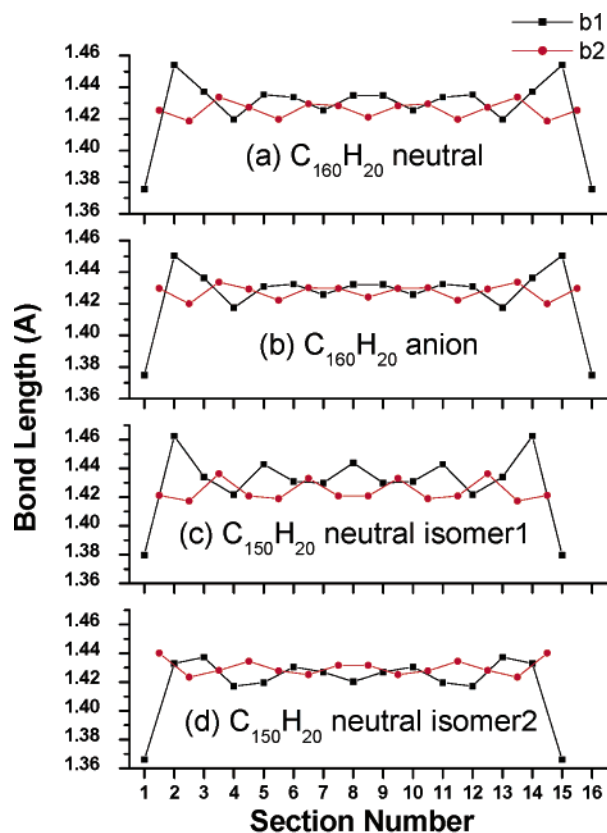 b1
b2
Bond Length (A)
1.46
1.44
1.42
1.40
1.38
1.36
(a) C₁₆₀H₂₀ neutral
1.46
1.44
1.42
1.40
1.38
1.36
(b) C₁₆₀H₂₀ anion
1.46
1.44
1.42
1.40
1.38
1.36
(c) C₁₅₀H₂₀ neutral isomer1
1.46
1.44
1.42
1.40
1.38
1.36
(d) C₁₅₀H₂₀ neutral isomer2
1 2 3 4 5 6 7 8 9 10 11 12 13 14 15 16
Section Number